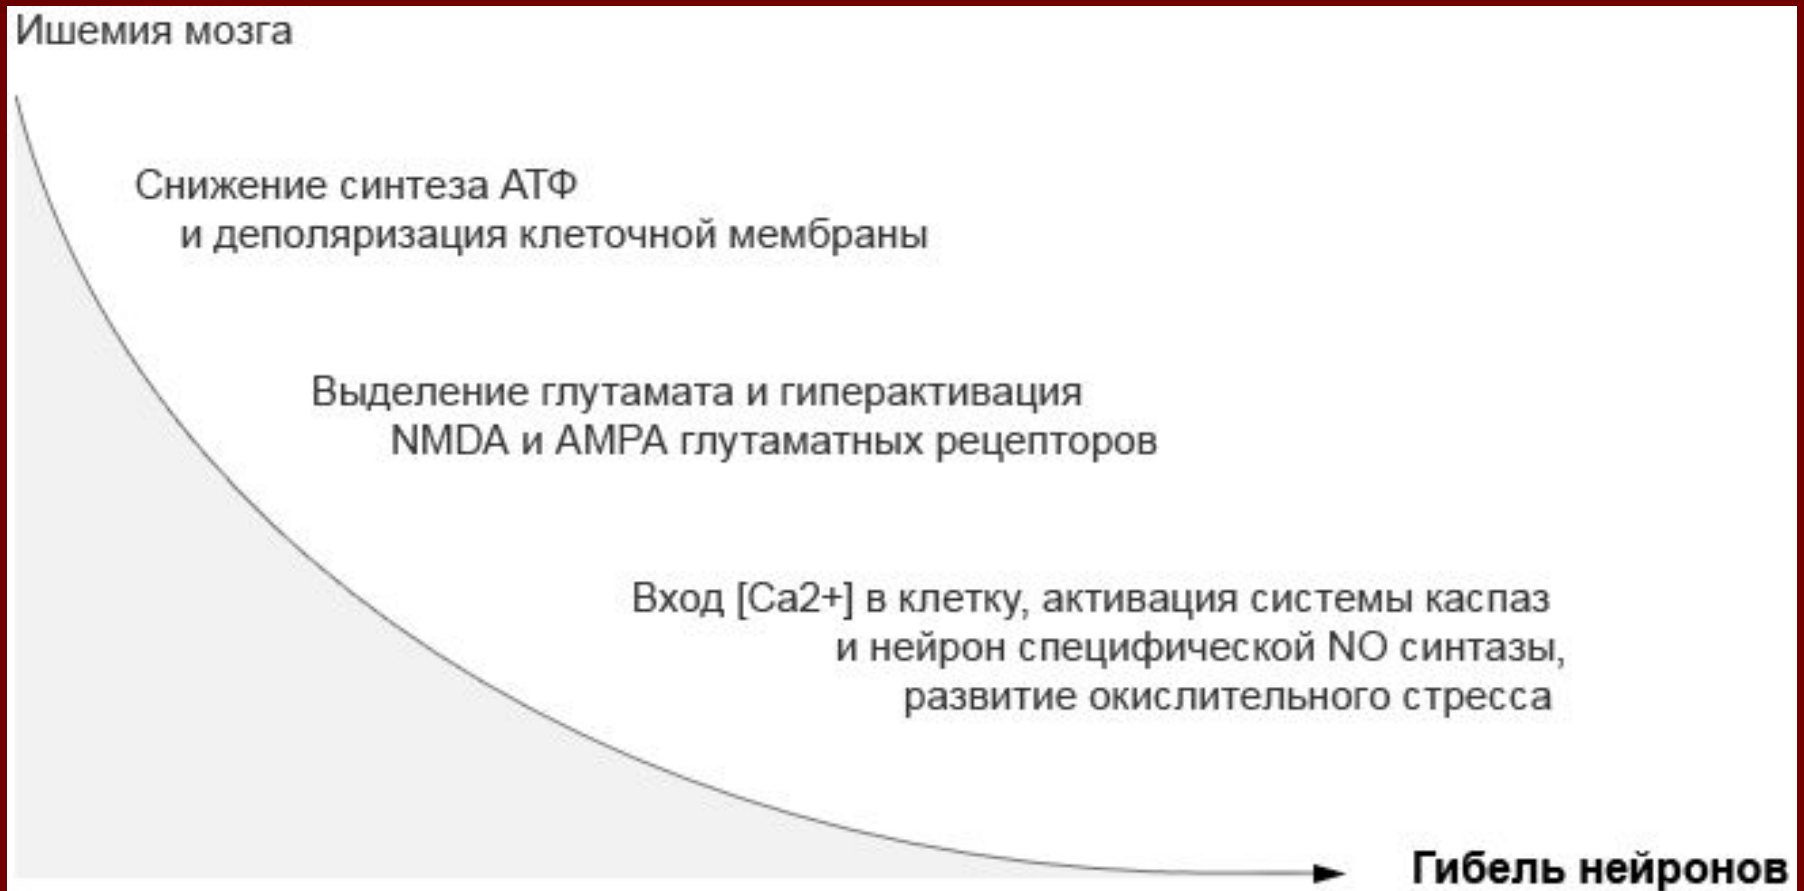 Ишемия мозга
Снижение синтеза АТФ
и деполяризация клеточной мембраны
Выделение глутамата и гиперактивация
NMDA и AMPA глутаматных рецепторов
Вход [Ca2+] в клетку, активация системы каспаз
и нейрон специфической NO синтазы,
развитие окислительного стресса
Гибель нейронов